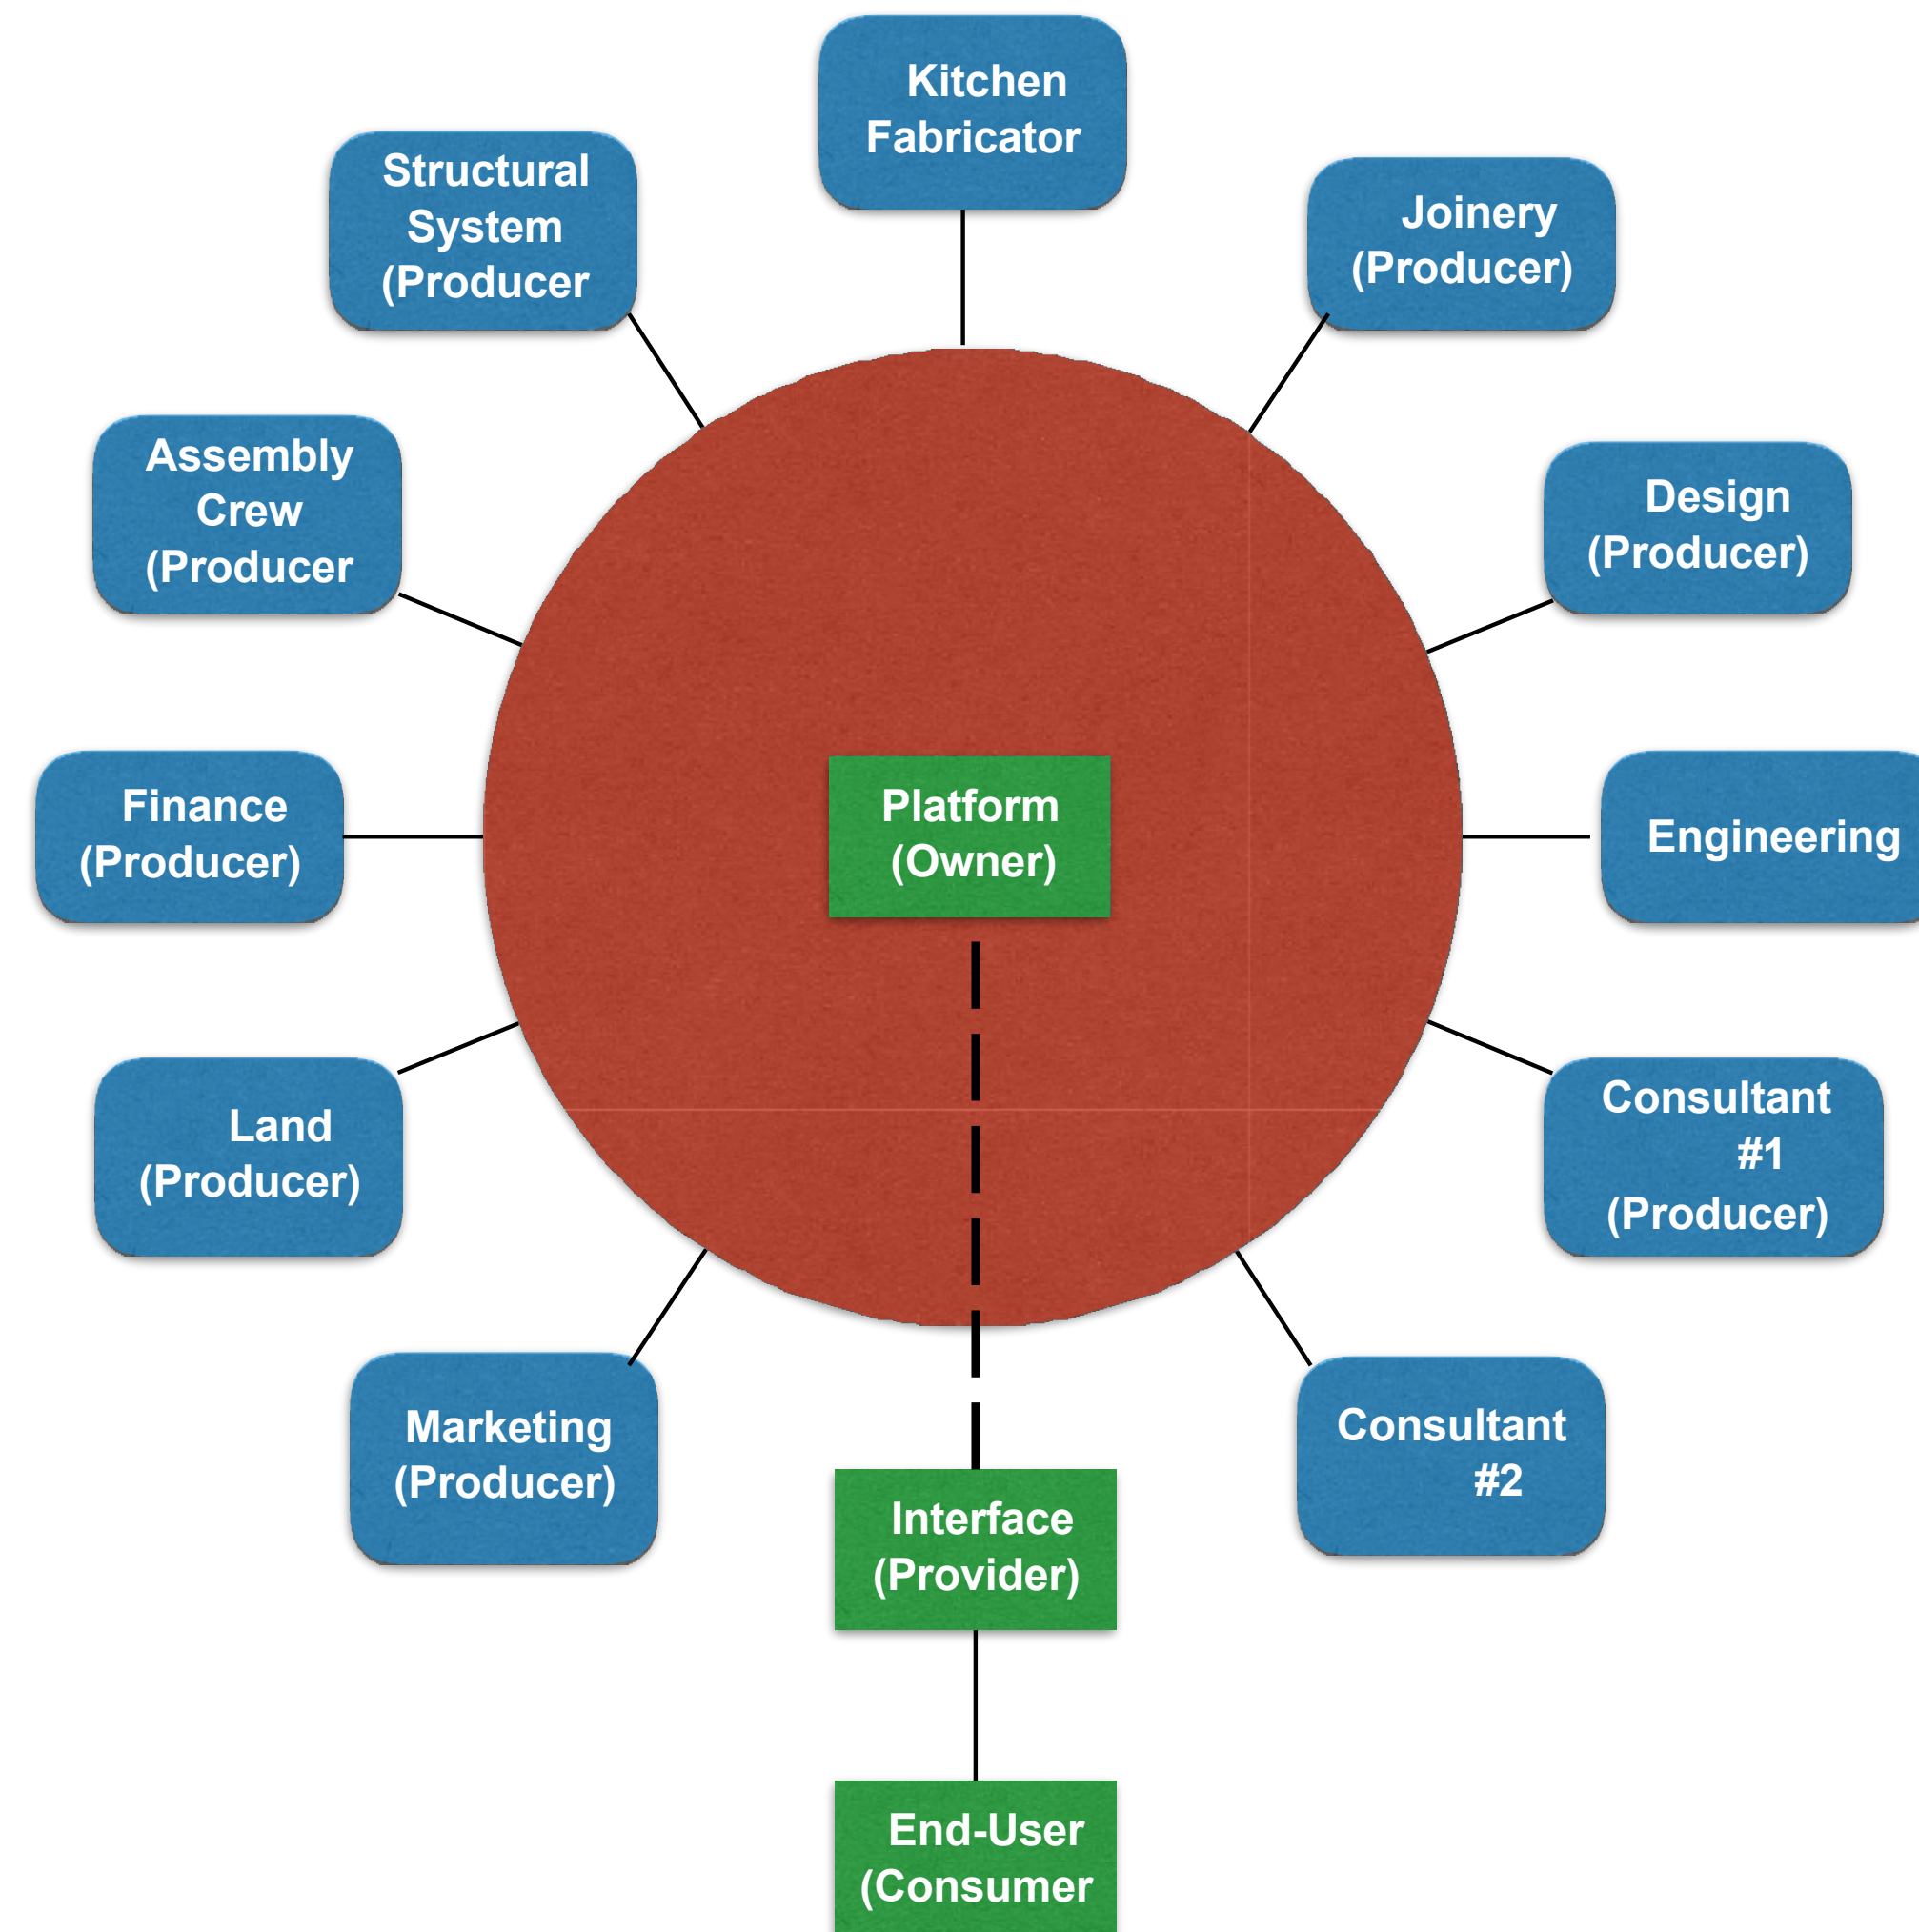 Kitchen
Fabricator
Structural
System
(Producer
Joinery
(Producer)
Assembly
Crew
(Producer
Design
(Producer)
Finance
(Producer)
Platform
(Owner)
Engineering
Land
(Producer)
Consultant
#1
(Producer)
Marketing
(Producer)
Consultant
#2
Interface
(Provider)
End-User
(Consumer